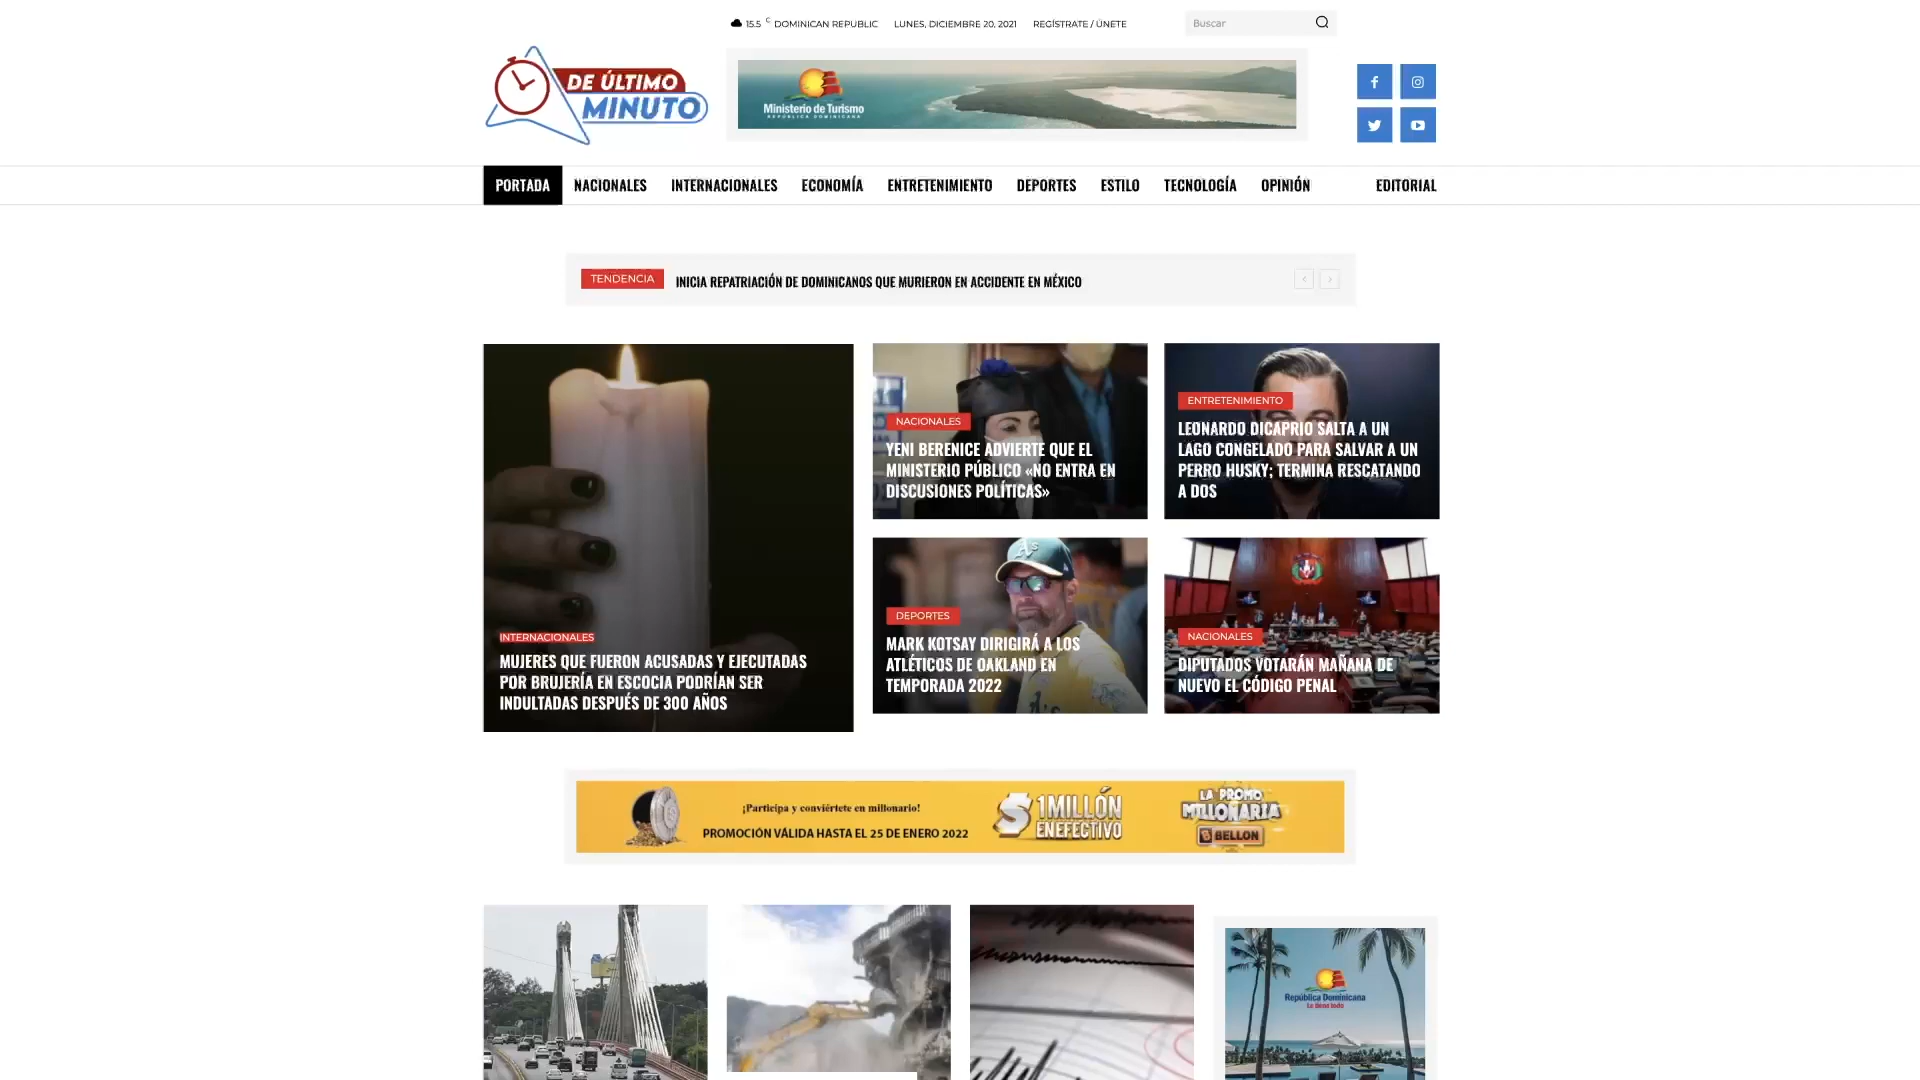 15.5 C DOMINICAN REPUBLIC LUNES, DICIEMBRE 20, 2021 REGÍSTRATE / ÚNETE Buscar
DE ÚLTIMO
MINUTO
Ministerio de Turismo
REPÚBLICA DOMINICANA
PORTADA NACIONALES INTERNACIONALES ECONOMÍA ENTRETENIMIENTO DEPORTES ESTILO TECNOLOGÍA OPINIÓN EDITORIAL
TENDENCIA INICIA REPATRIACIÓN DE DOMINICANOS QUE MURIERON EN ACCIDENTE EN MÉXICO
INTERNACIONALES
MUJERES QUE FUERON ACUSADAS Y EJECUTADAS
POR BRUJERÍA EN ESCOCIA PODRÍAN SER
INDULTADAS DESPUÉS DE 300 AÑOS
NACIONALES
YENI BERENICE ADVIERTE QUE EL
MINISTERIO PÚBLICO «NO ENTRA EN
DISCUSIONES POLÍTICAS»
ENTRETENIMIENTO
LEONARDO DICAPRIO SALTA A UN
LAGO CONGELADO PARA SALVAR A UN
PERRO HUSKY; TERMINA RESCATANDO
A DOS
A's
DEPORTES
MARK KOTSAY DIRIGIRÁ A LOS
ATLÉTICOS DE OAKLAND EN
TEMPORADA 2022
NACIONALES
DIPUTADOS VOTARÁN MAÑANA DE
NUEVO EL CÓDIGO PENAL
¡Participa y conviértete en millonario!
PROMOCIÓN VÁLIDA HASTA EL 25 DE ENERO 2022
$1MILLÓN
EN EFECTIVO
LA PROMO
MILLONARIA
BELLON
República Dominicana
Lo tiene todo